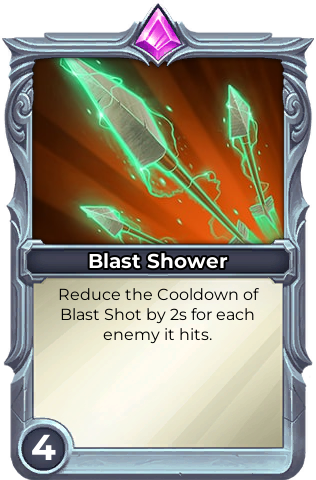 Blast Shower
Reduce the Cooldown of
Blast Shot by 2s for each
enemy it hits.
4